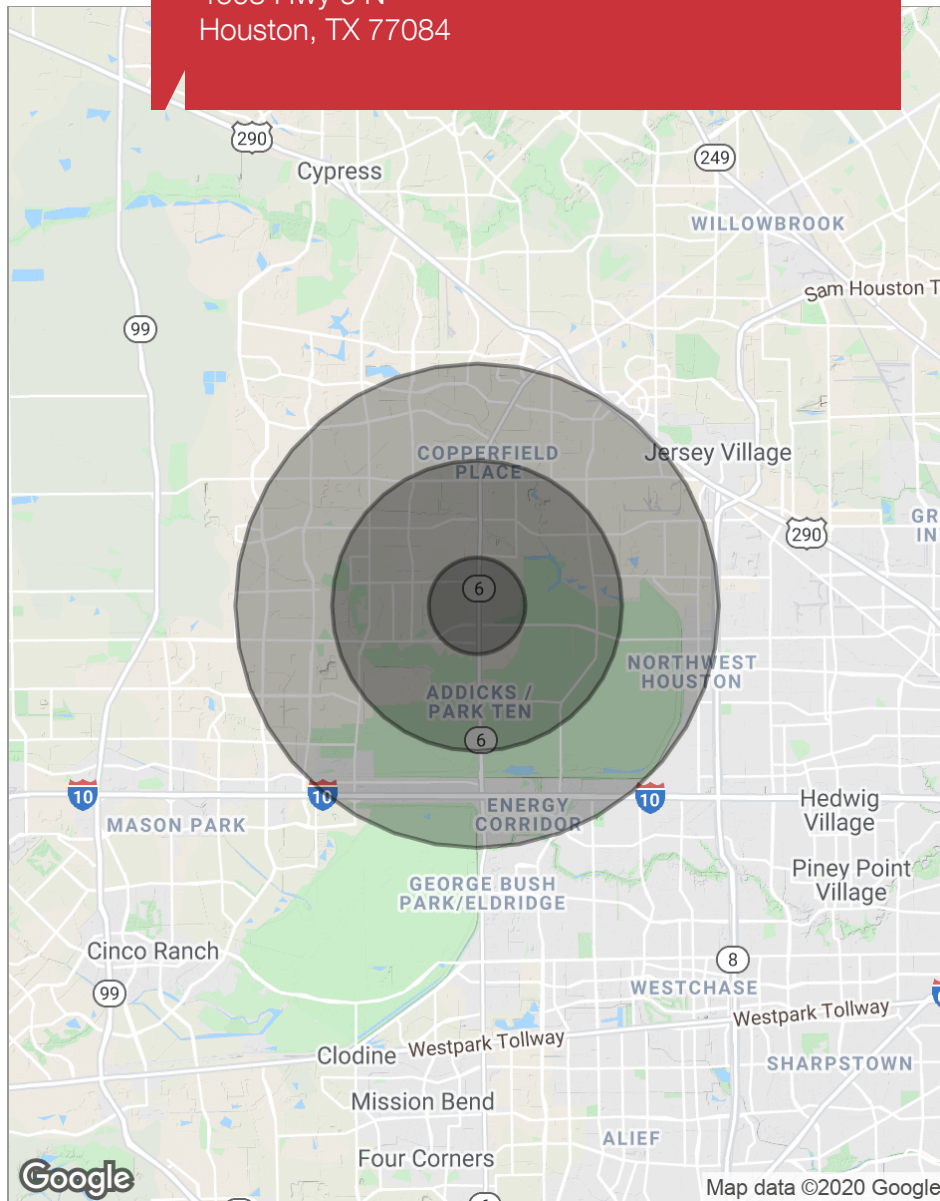 Houston, TX 77084
290
249
Cypress
WILLOWBROOK
Sam Houston T
99
COPPERFIELD
PLACE
Jersey Village
GR
IN
290
6
NORTHWEST
HOUSTON
ADDICKS /
PARK TEN
6
10
10
10
ENERGY
CORRIDOR
Hedwig
Village
MASON PARK
Piney Point
Village
GEORGE BUSH
PARK/ELDRIDGE
Cinco Ranch
8
99
WESTCHASE
Westpark Tollway
Westpark Tollway
Clodine
SHARPSTOWN
Mission Bend
ALIEF
Four Corners
Google
Map data ©2020 Google